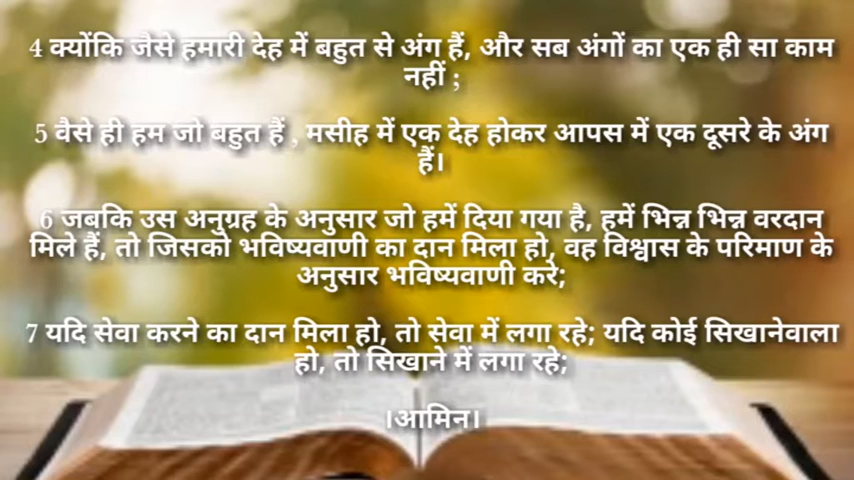 4 क्योंकि जैसे हमारी देह में बहुत से अंग हैं, और सब अंगों का एक ही सा काम
नहीं ;
5 वैसे ही हम जो बहुत हैं , मसीह में एक देह होकर आपस में एक दूसरे के अंग
हैं।
6 जबकि उस अनुग्रह के अनुसार जो हमें दिया गया है, हमें भिन्न भिन्न वरदान
मिले हैं, तो जिसको भविष्यवाणी का दान मिला हो, वह विश्वास के परिमाण के
अनुसार भविष्यवाणी करे;
7 यदि सेवा करने का दान मिला हो, तो सेवा में लगा रहे; यदि कोई सिखानेवाला
हो, तो सिखाने में लगा रहे;
।आमिन।